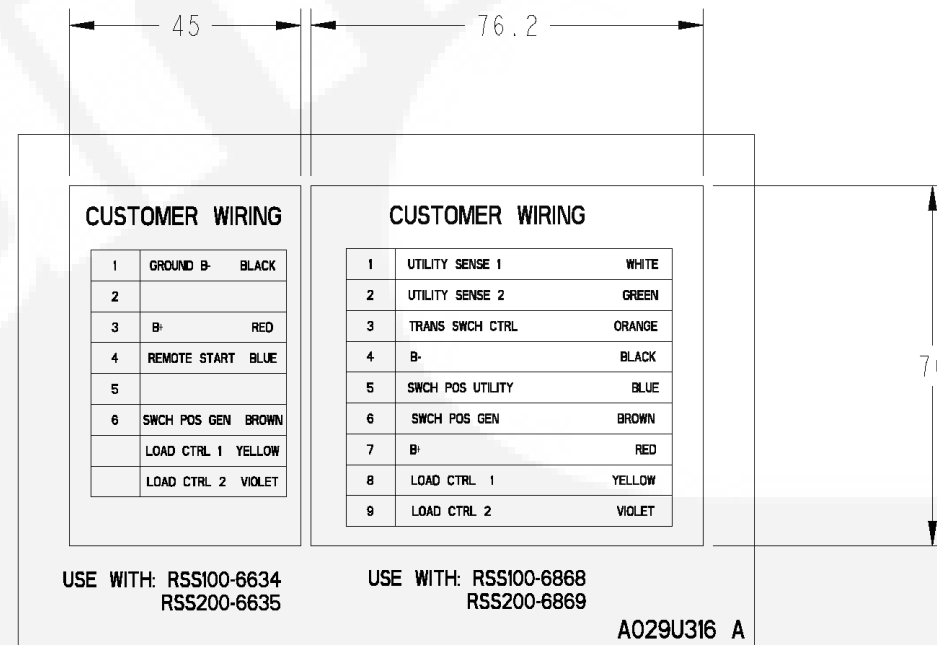 45
76.2
CUSTOMER WIRING
1 GROUND B- BLACK
2
3 B+ RED
4 REMOTE START BLUE
5
6 SWCH POS GEN BROWN
LOAD CTRL 1 YELLOW
LOAD CTRL 2 VIOLET
USE WITH: RSS100-6634
RSS200-6635
CUSTOMER WIRING
1 UTILITY SENSE 1 WHITE
2 UTILITY SENSE 2 GREEN
3 TRANS SWCH CTRL ORANGE
4 B- BLACK
5 SWCH POS UTILITY BLUE
6 SWCH POS GEN BROWN
7 B+ RED
8 LOAD CTRL 1 YELLOW
9 LOAD CTRL 2 VIOLET
USE WITH: RSS100-6868
RSS200-6869
A029U316 A